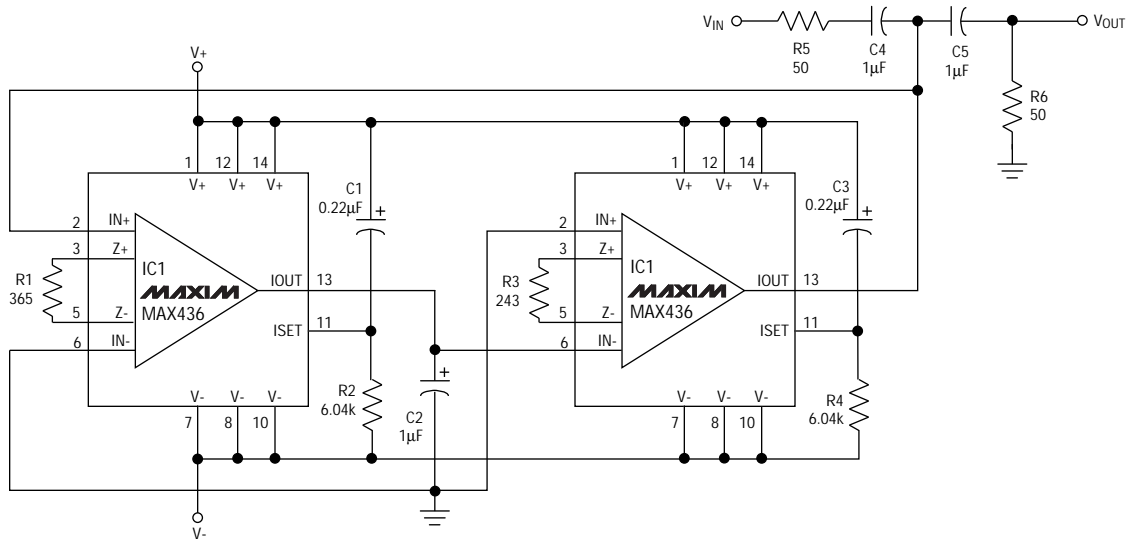 VIN
R5
50
C4
1µF
C5
1µF
VOUT
R6
50
V+
1
12
14
V+
V+
V+
C1
0.22µF
+
1
12
14
V+
V+
V+
C3
0.22µF
+
2
IN+
3
Z+
R1
365
5
Z-
6
IN-
IC1
MAXIM
MAX436
IOUT
13
ISET
11
2
IN+
3
Z+
R3
243
5
Z-
6
IN-
IC1
MAXIM
MAX436
IOUT
13
ISET
11
V-
V-
V-
7
8
10
R2
6.04k
C2
1µF
+
V-
V-
V-
7
8
10
R4
6.04k
V-